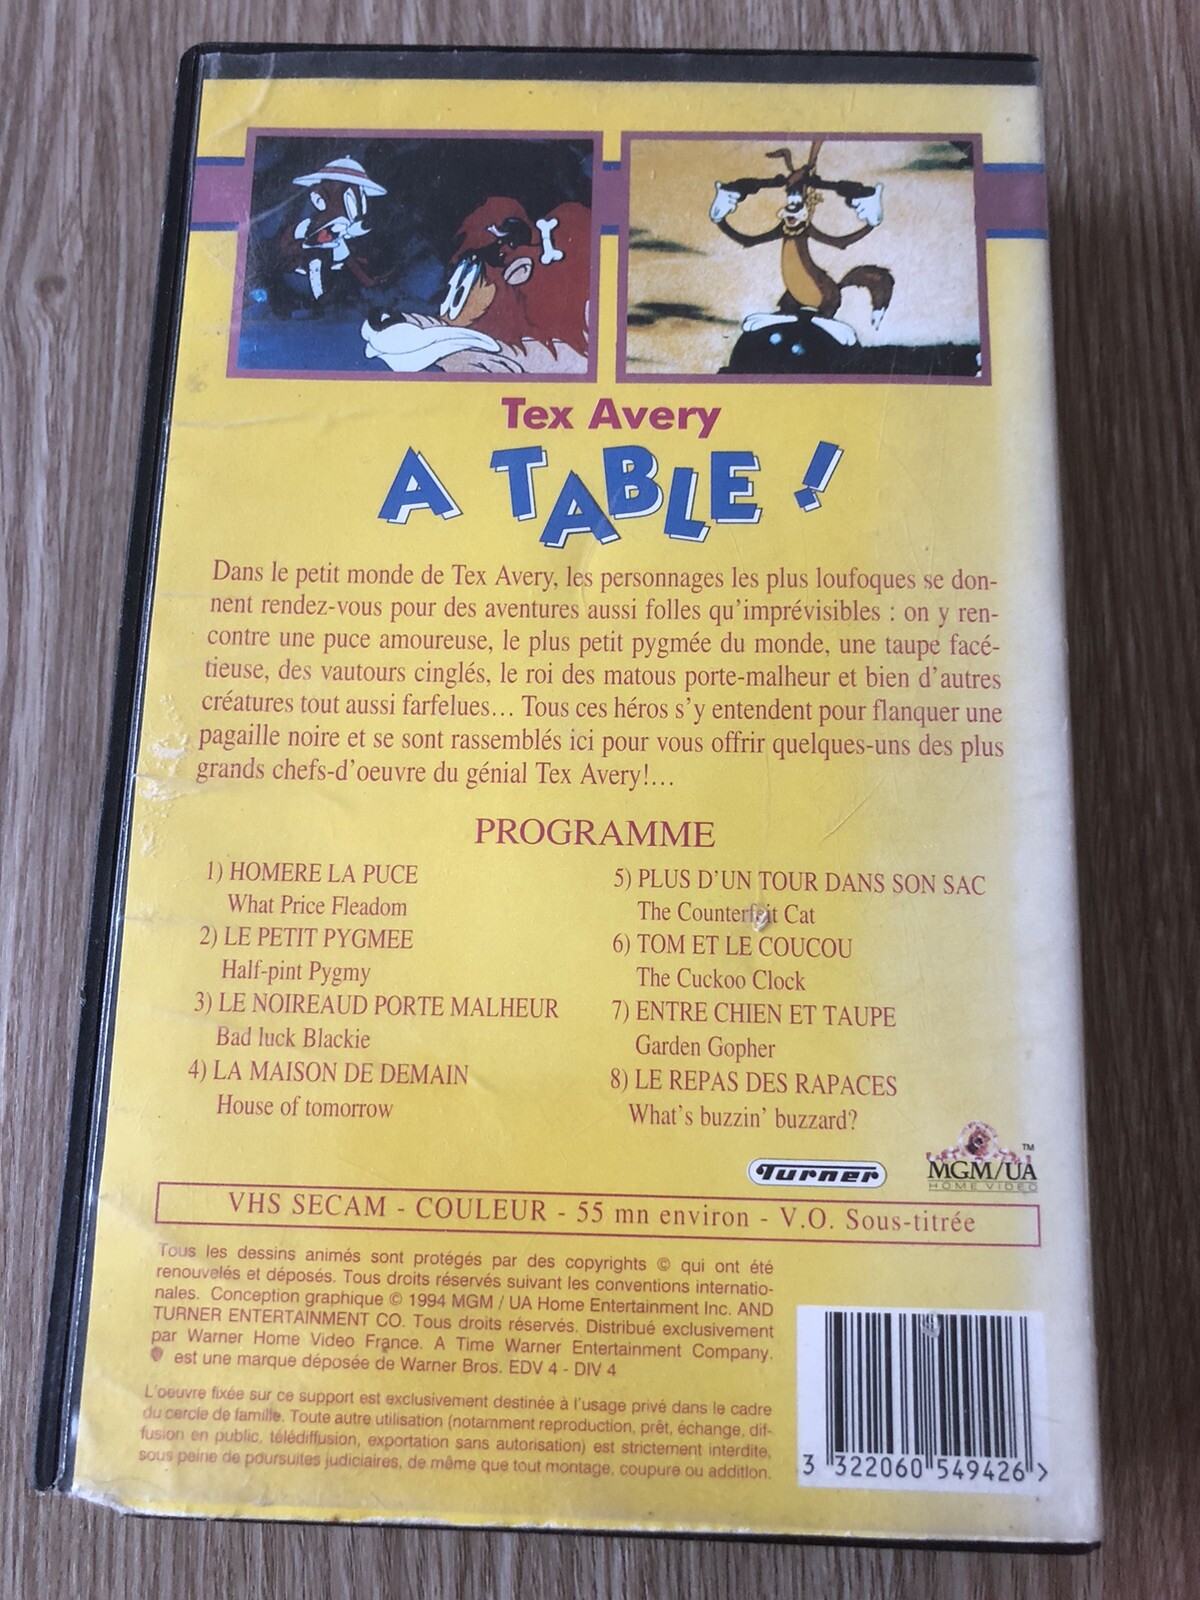 Tex Avery
A TABLE !
Dans le petit monde de Tex Avery, les personnages les plus loufoques se don-
nent rendez-vous pour des aventures aussi folles qu'imprévisibles : on y ren-
contre une puce amoureuse, le plus petit pygmée du monde, une taupe facé-
tieuse, des vautours cinglés, le roi des matous porte-malheur et bien d'autres
créatures tout aussi farfelues... Tous ces héros s'y entendent pour flanquer une
pagaille noire et se sont rassemblés ici pour vous offrir quelques-uns des plus
grands chefs-d'oeuvre du génial Tex Avery!...
PROGRAMME
1) HOMERE LA PUCE
What Price Fleadom
2) LE PETIT PYGMEE
Half-pint Pygmy
3) LE NOIREAUD PORTE MALHEUR
Bad luck Blackie
4) LA MAISON DE DEMAIN
House of tomorrow
5) PLUS D'UN TOUR DANS SON SAC
The Counterfeit Cat
6) TOM ET LE COUCOU
The Cuckoo Clock
7) ENTRE CHIEN ET TAUPE
Garden Gopher
8) LE REPAS DES RAPACES
What's buzzin' buzzard?
Turner
MGM/UA TM
HOME VIDEO
VHS SECAM - COULEUR - 55 mn environ - V.O. Sous-titrée
Tous les dessins animés sont protégés par des copyrights © qui ont été
renouvelés et déposés. Tous droits réservés suivant les conventions internatio-
nales. Conception graphique © 1994 MGM / UA Home Entertainment Inc. AND
TURNER ENTERTAINMENT CO. Tous droits réservés. Distribué exclusivement
par Warner Home Video France. A Time Warner Entertainment Company.
est une marque déposée de Warner Bros. EDV 4 - DIV 4
L'oeuvre fixée sur ce support est exclusivement destinée à l'usage privé dans le cadre
du cercle de famille. Toute autre utilisation (notamment reproduction, prêt, échange, dif-
fusion en public, télédiffusion, exportation sans autorisation) est strictement interdite,
sous peine de poursuites judiciaires, de même que tout montage, coupure ou addition.
3 322060 549426 >